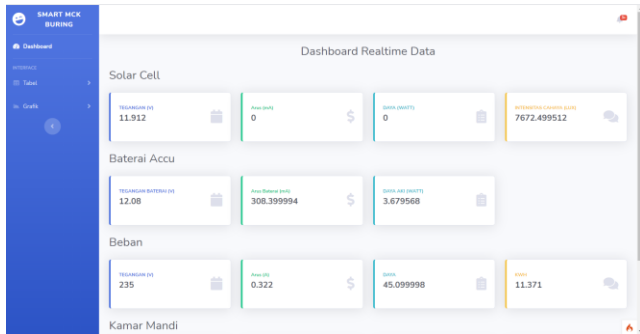 SMART MCK
BURING
Dashboard
INTERFACE
Tabel
Grafik
Dashboard Realtime Data
Solar Cell
TEGANGAN (V)
11.912
Arus (mA)
0
DAYA (WATT)
0
INTENSITAS CAHAYA (LUX)
7672.499512
Baterai Accu
TEGANGAN BATERAI (V)
12.08
Arus Baterai (mA)
308.399994
DAYA AKI (WATT)
3.679568
Beban
TEGANGAN (V)
235
Arus (A)
0.322
DAYA
45.099998
KWH
11.371
Kamar Mandi